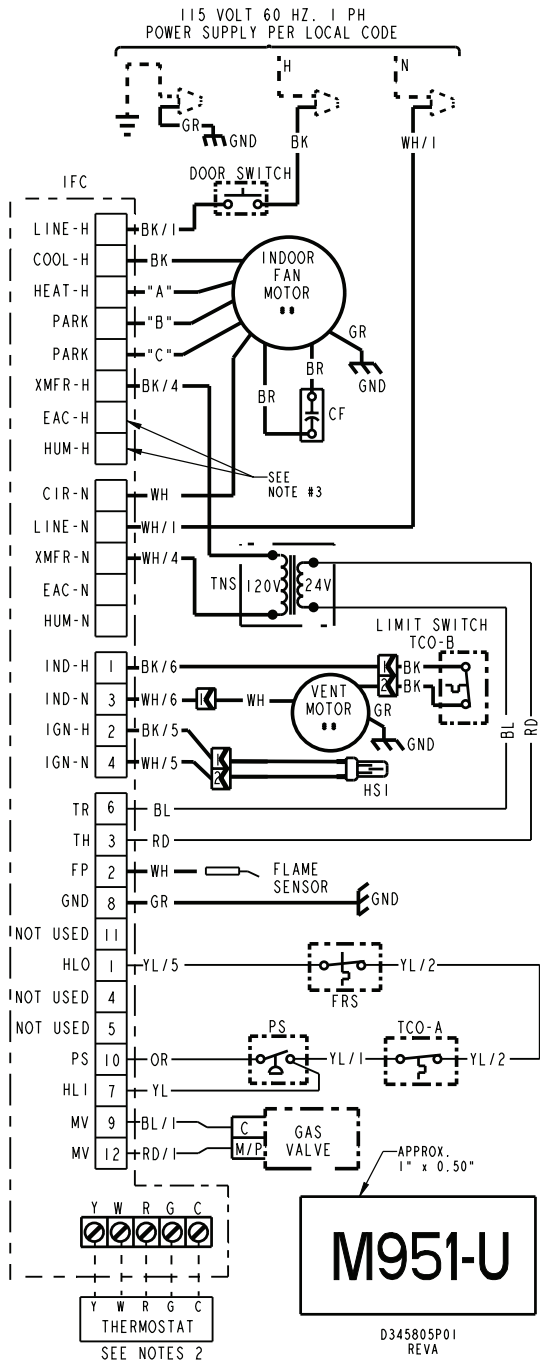 115 VOLT 60 HZ. 1 PH
POWER SUPPLY PER LOCAL CODE
H
N
GR
GND
BK
WH/1
IFC
DOOR SWITCH
LINE-H
BK/1
COOL-H
BK
INDOOR
FAN
MOTOR
HEAT-H
"A"
PARK
"B"
GR
PARK
"C"
GND
XMFR-H
BK/4
BR
BR
CF
EAC-H
HUM-H
SEE
NOTE #3
CIR-N
WH
LINE-N
WH/1
XMFR-N
WH/4
TNS
120V
24V
EAC-N
HUM-N
LIMIT SWITCH
TCO-B
IND-H
1
BK/6
1
BK
2
BK
IND-N
3
WH/6
1
WH
VENT
MOTOR
GR
GND
BL
RD
IGN-H
2
BK/5
1
IGN-N
4
WH/5
2
HSI
TR
6
BL
TH
3
RD
FP
2
WH
FLAME
SENSOR
GND
8
GR
GND
NOT USED
11
HLO
1
YL/5
YL/2
FRS
NOT USED
4
NOT USED
5
PS
TCO-A
PS
10
OR
YL/1
YL/2
HLI
7
YL
MV
9
BL/1
C
GAS
VALVE
MV
12
RD/1
M/P
APPROX.
1" x 0.50"
Y W R G C
M951-U
Y W R G C
THERMOSTAT
SEE NOTES 2
D345805P01
REVA